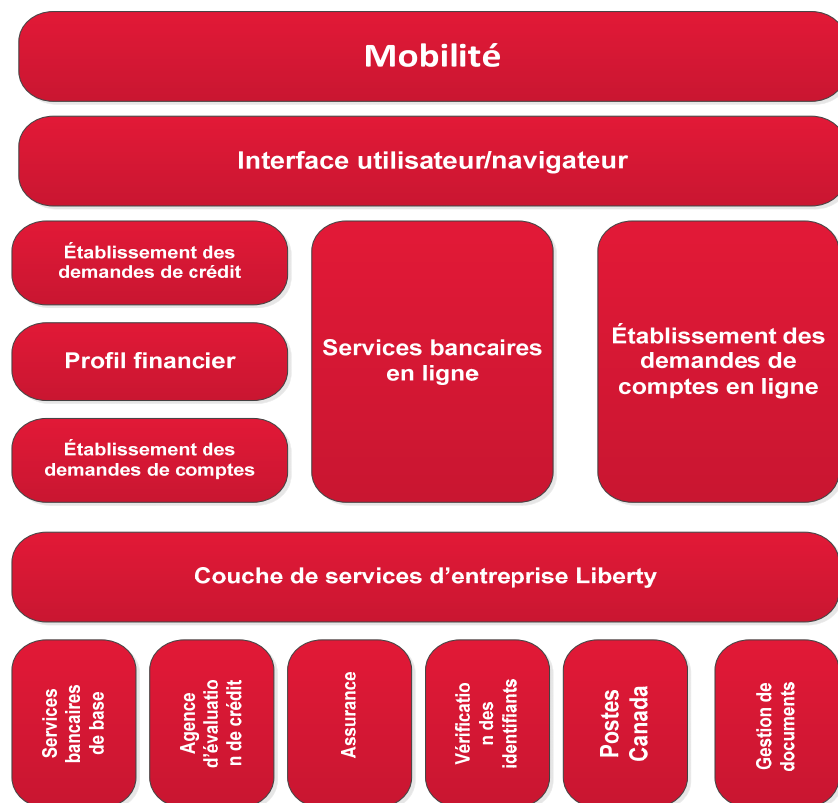 Mobilité
Interface utilisateur/navigateur
Établissement des
demandes de crédit
Profil financier
Établissement des
demandes de comptes
Services bancaires
en ligne
Établissement des
demandes de
comptes en ligne
Couche de services d’entreprise Liberty
Services
bancaires
de base
Agence
d’évaluatio
n de crédit
Assurance
Vérificatio
n des
identifiants
Postes
Canada
Gestion de
documents